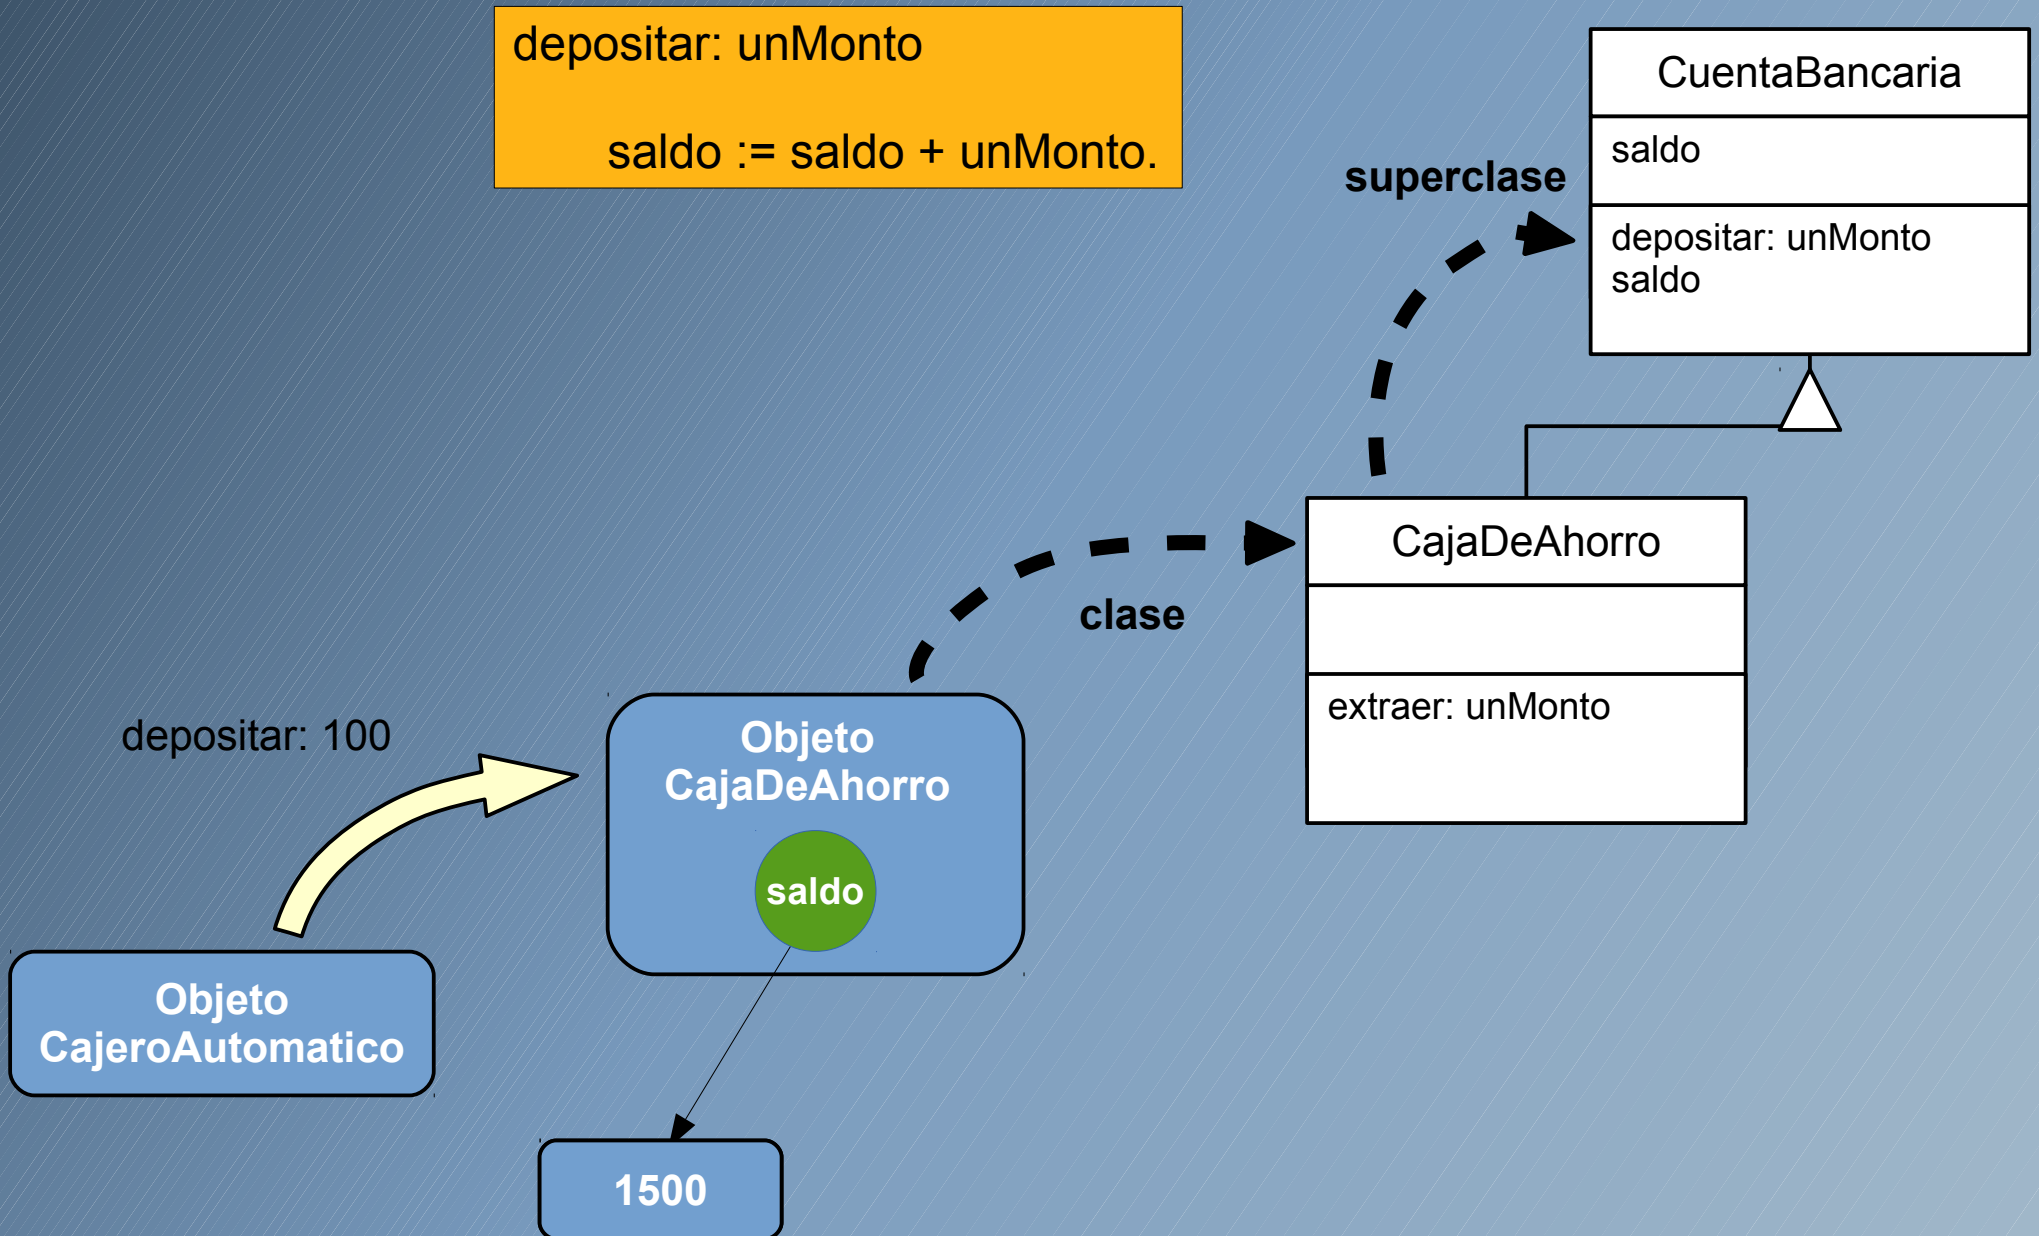 depositar: unMonto
saldo := saldo + unMonto.
CuentaBancaria
saldo
depositar: unMonto
saldo
superclase
CajaDeAhorro
extraer: unMonto
clase
depositar: 100
Objeto
CajaDeAhorro
saldo
Objeto
CajeroAutomatico
1500